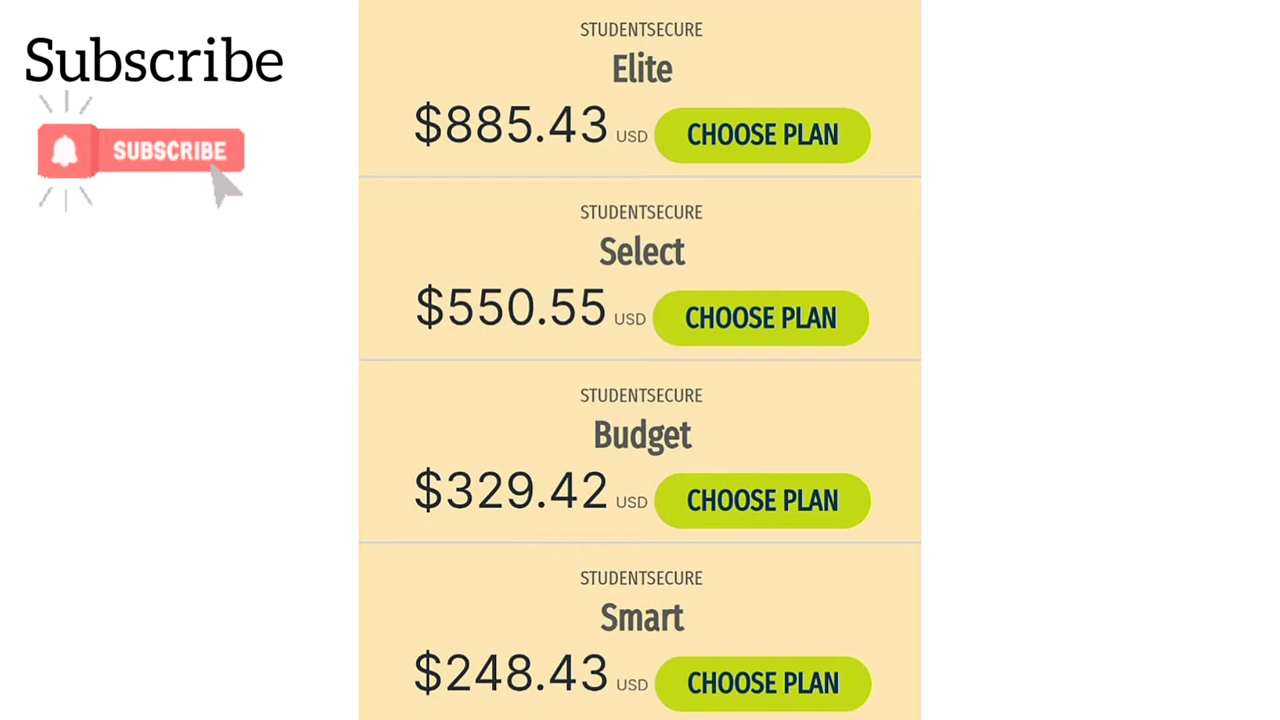 Subscribe
SUBSCRIBE
STUDENTSECURE
Elite
$885.43 USD CHOOSE PLAN
STUDENTSECURE
Select
$550.55 USD CHOOSE PLAN
STUDENTSECURE
Budget
$329.42 USD CHOOSE PLAN
STUDENTSECURE
Smart
$248.43 USD CHOOSE PLAN